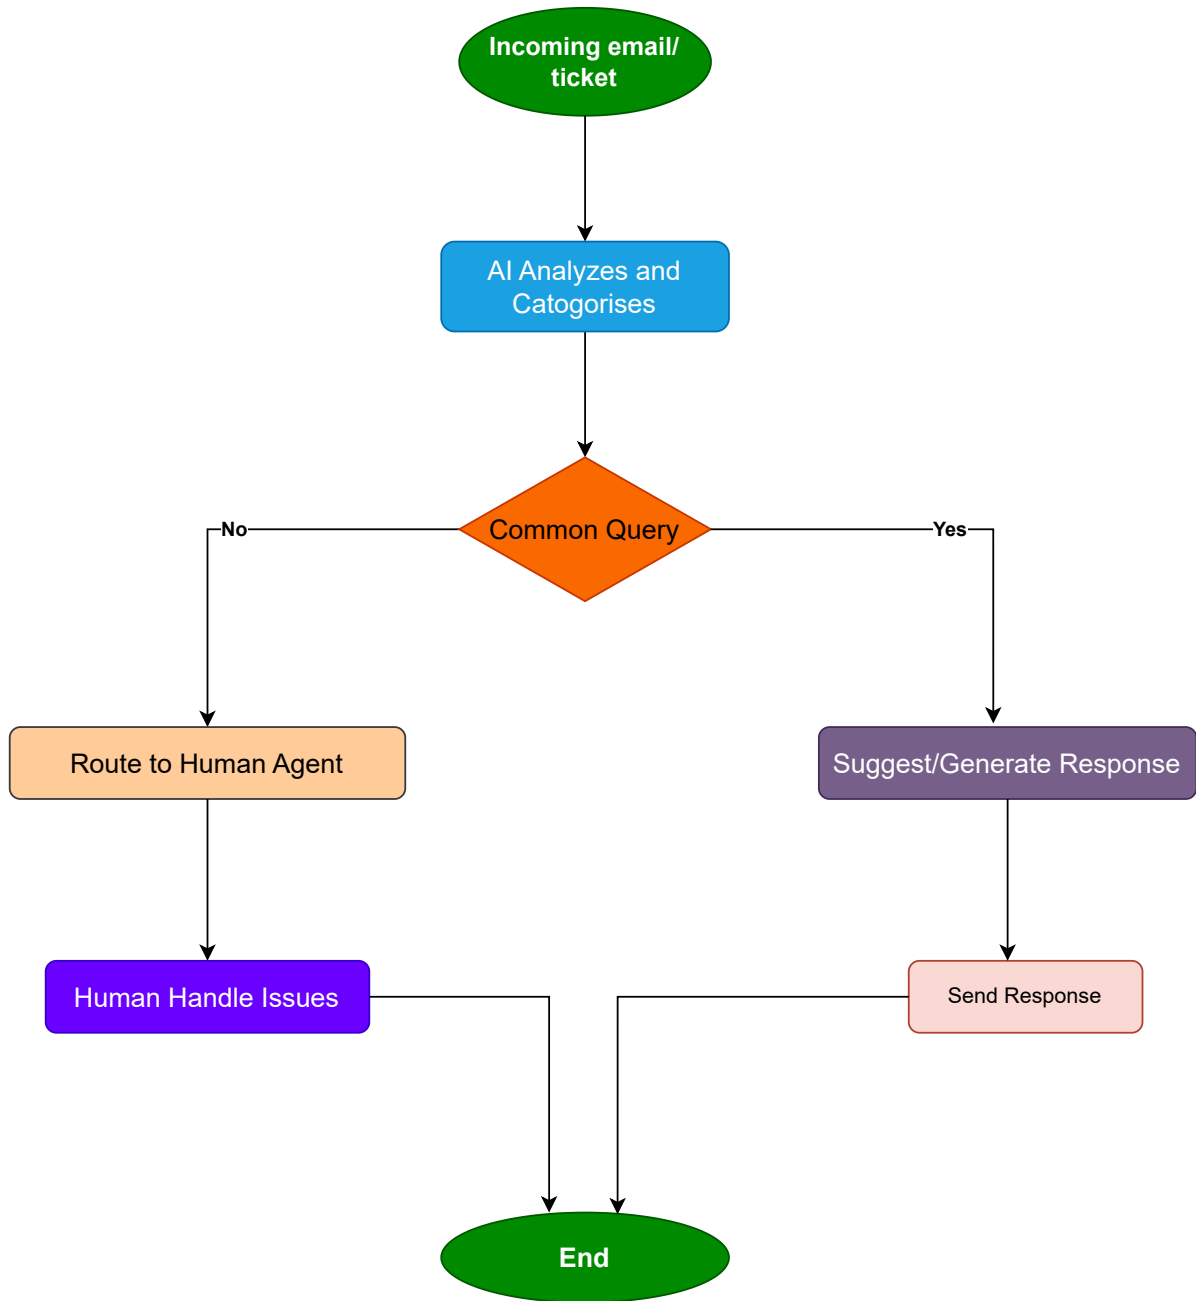 Incoming email/
ticket
AI Analyzes and
Catogorises
Common Query
No
Yes
Route to Human Agent
Suggest/Generate Response
Human Handle Issues
Send Response
End